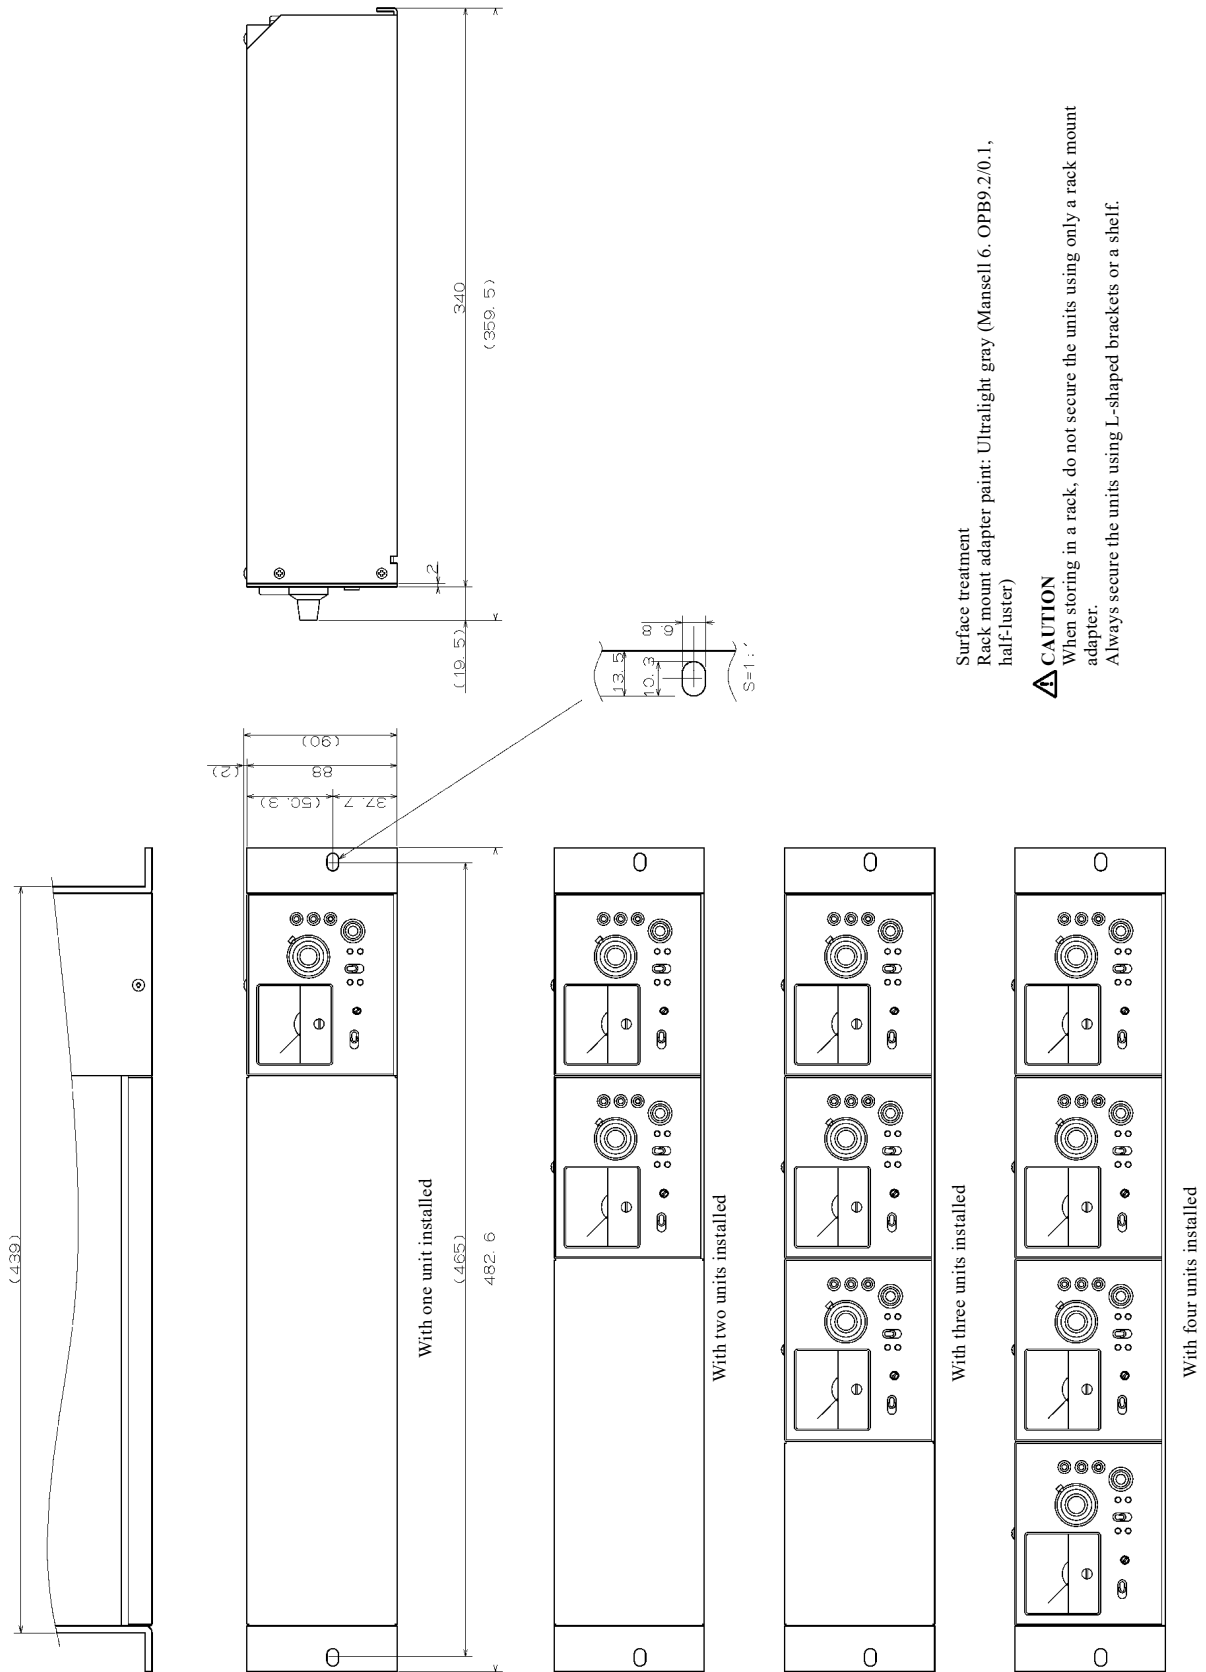 (439)
340
(359. 5)
2
(19. 5)
(2)
(90)
88
(50. 3)
37. 7
6. 8
13. 5
10. 3
S=1:
With one unit installed
(465)
482. 6
With two units installed
With three units installed
With four units installed
Surface treatment
Rack mount adapter paint: Ultralight gray (Mansell 6. OPB9.2/0.1,
half-luster)
CAUTION
When storing in a rack, do not secure the units using only a rack mount
adapter.
Always secure the units using L-shaped brackets or a shelf.